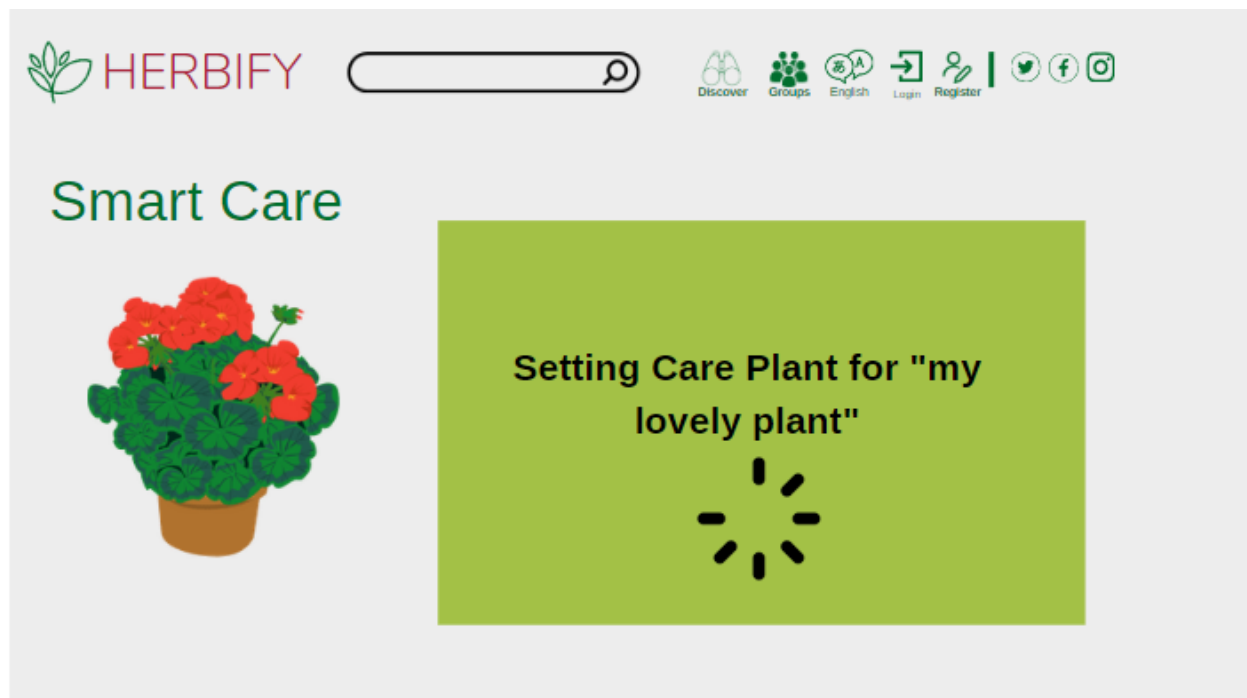 HERBIFY
Discover Groups English Login Register
Smart Care
Setting Care Plant for "my
lovely plant"